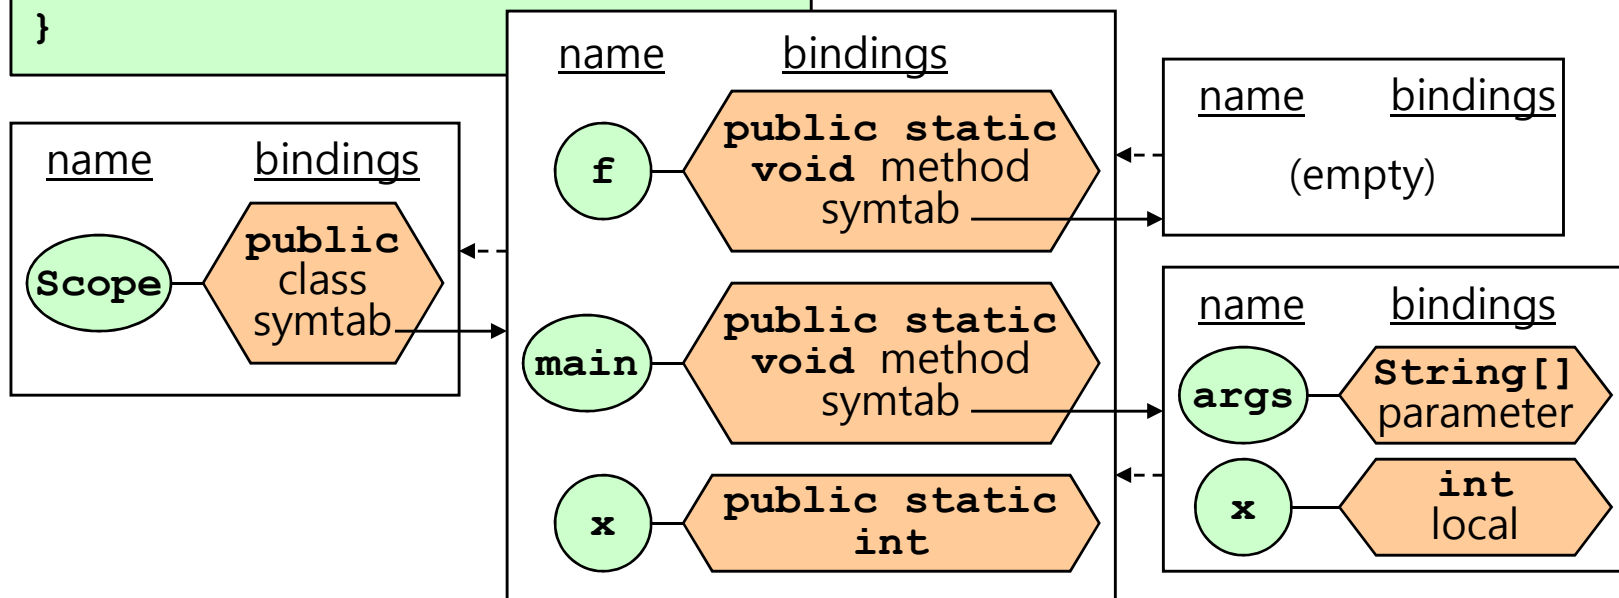 }
name bindings
Scope
public
class
symtab
name bindings
f
public static
void method
symtab
main
public static
void method
symtab
x
public static
int
name bindings
(empty)
name bindings
args
String[]
parameter
x
int
local